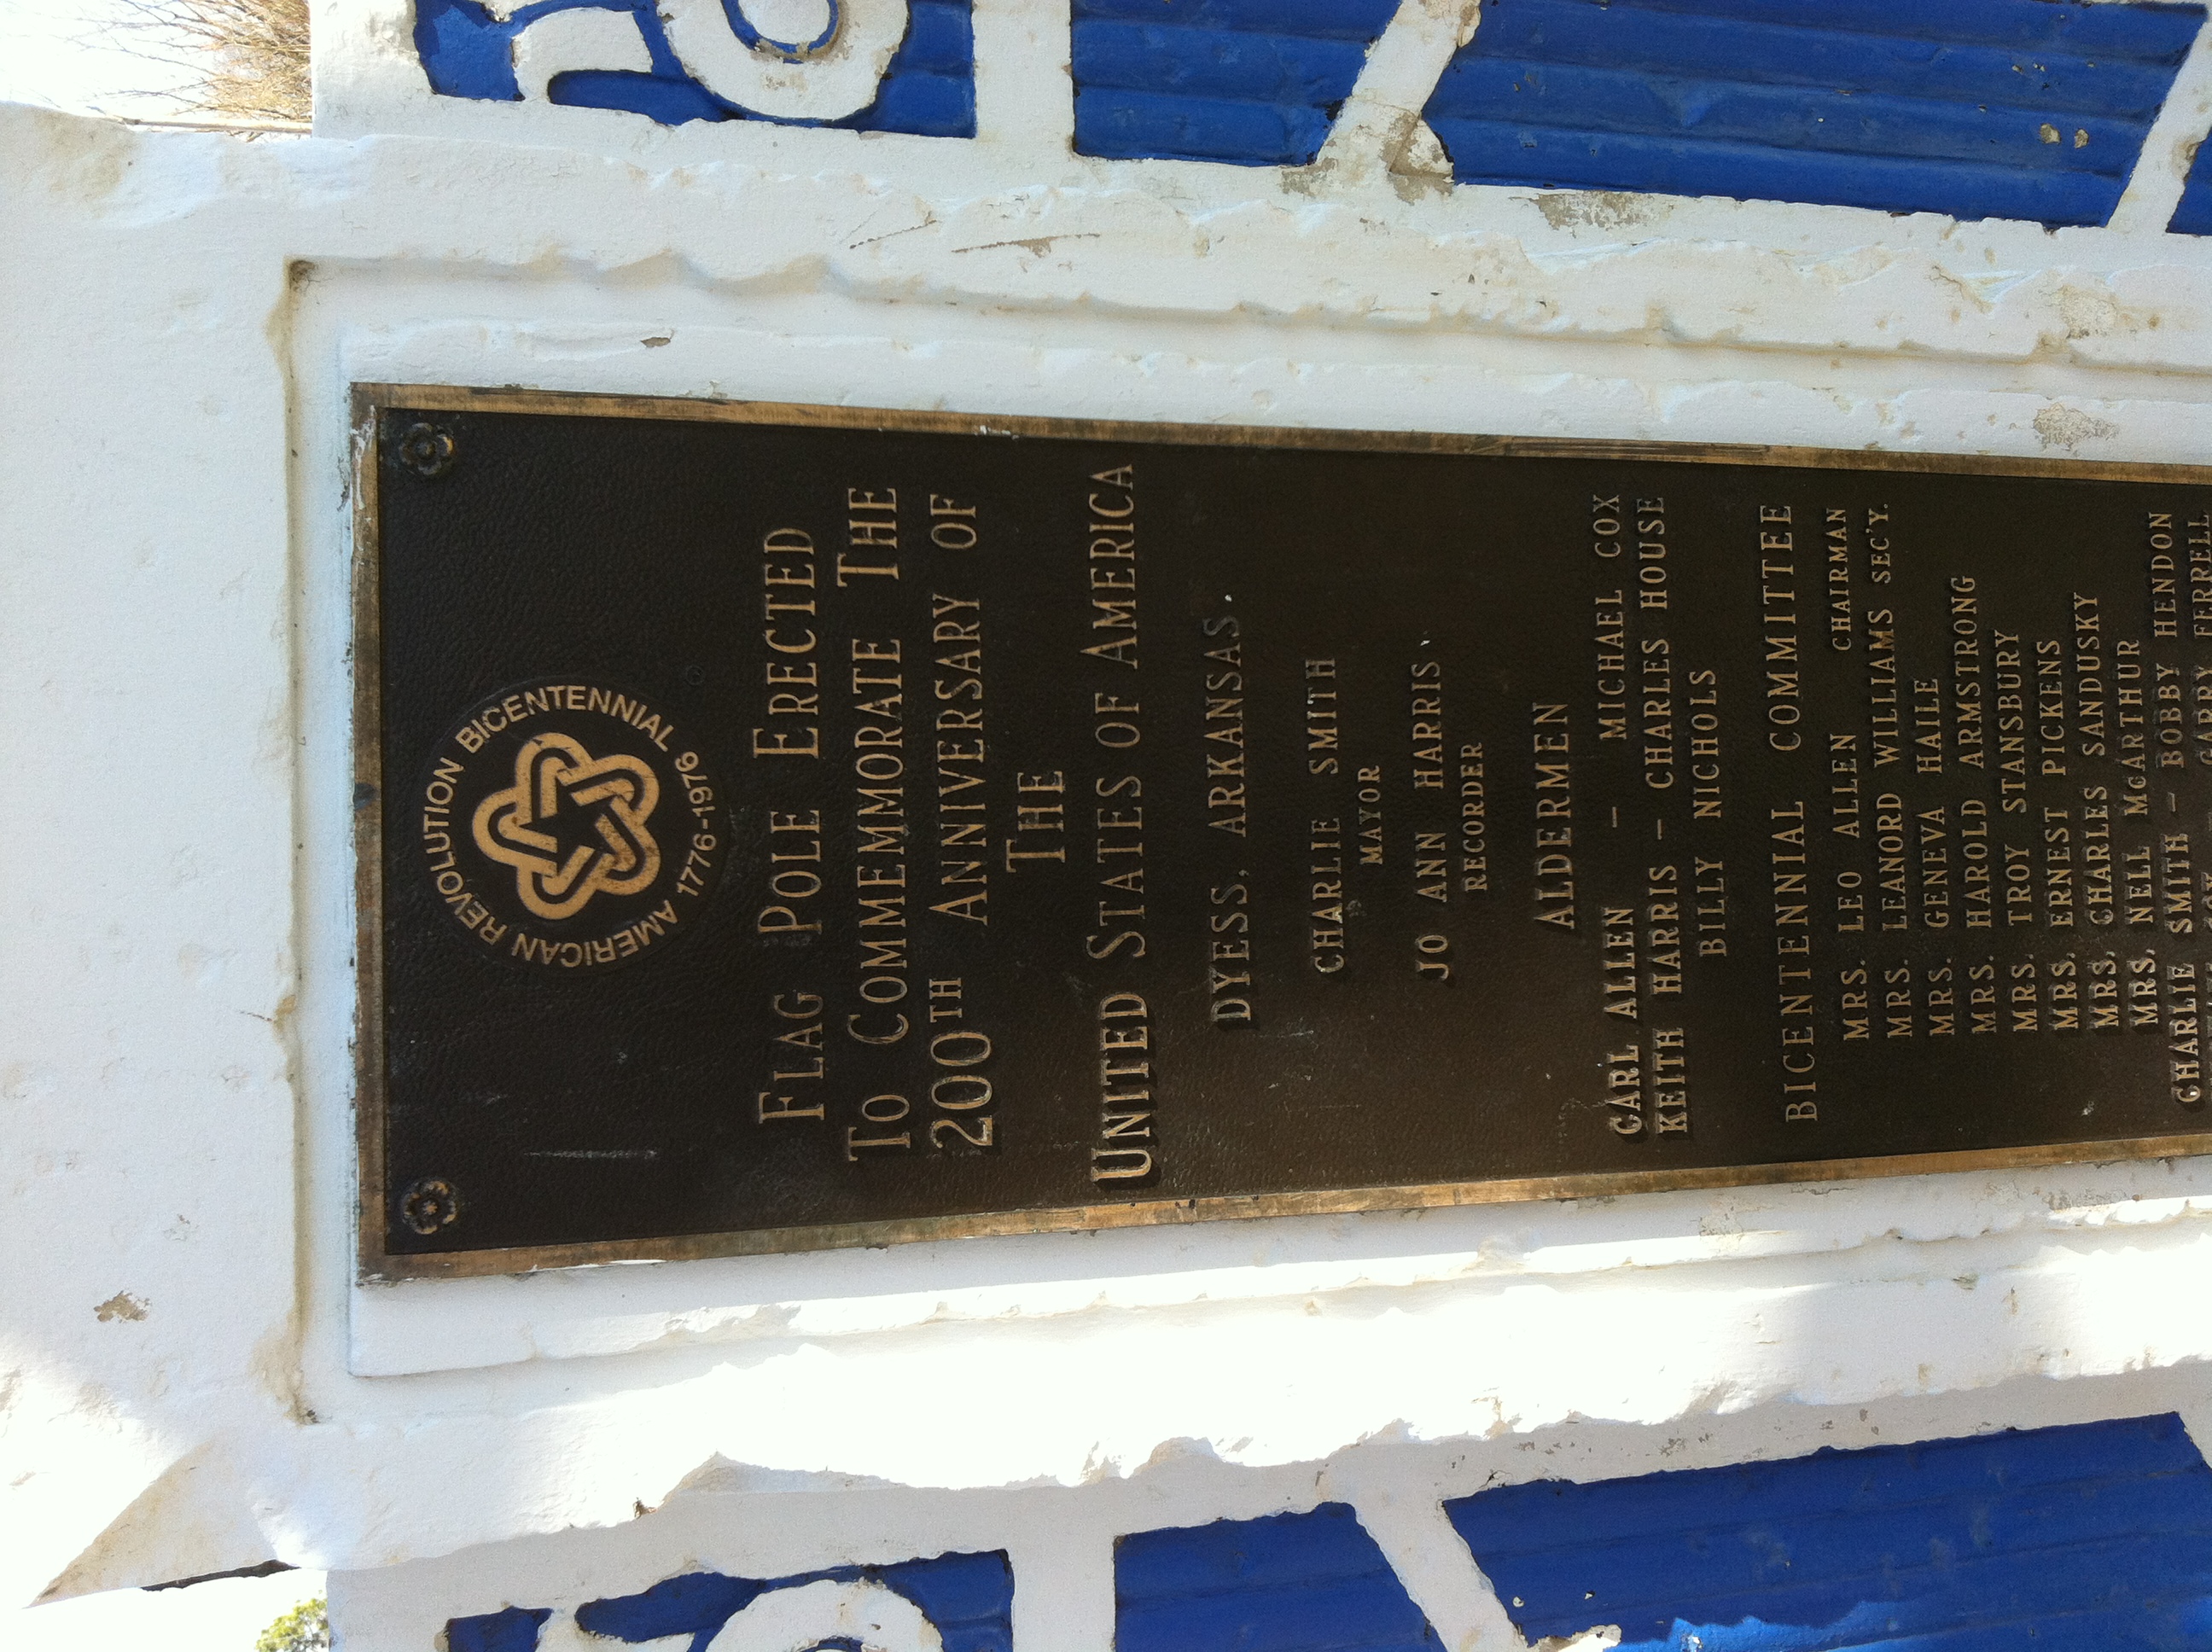 AMERICAN REVOLUTION BICENTENNIAL
1776-1976
FLAG POLE ERECTED
TO COMMEMMORATE THE
200TH ANNIVERSARY OF
THE
UNITED STATES OF AMERICA
DYESS, ARKANSAS.
CHARLIE SMITH
MAYOR
JO ANN HARRIS
RECORDER
ALDERMEN
CARL ALLEN - MICHAEL COX
KEITH HARRIS - CHARLES HOUSE
BILLY NICHOLS
BICENTENNIAL COMMITTEE
MRS. LEO ALLEN CHAIRMAN
MRS. LEANORD WILLIAMS SEC'Y.
MRS. GENEVA HAILE
MRS. HAROLD ARMSTRONG
MRS. TROY STANSBURY
MRS. ERNEST PICKENS
MRS. CHARLES SANDUSKY
MRS. NELL McARTHUR
CHARLIE SMITH - BOBBY HENDON
FERRELL